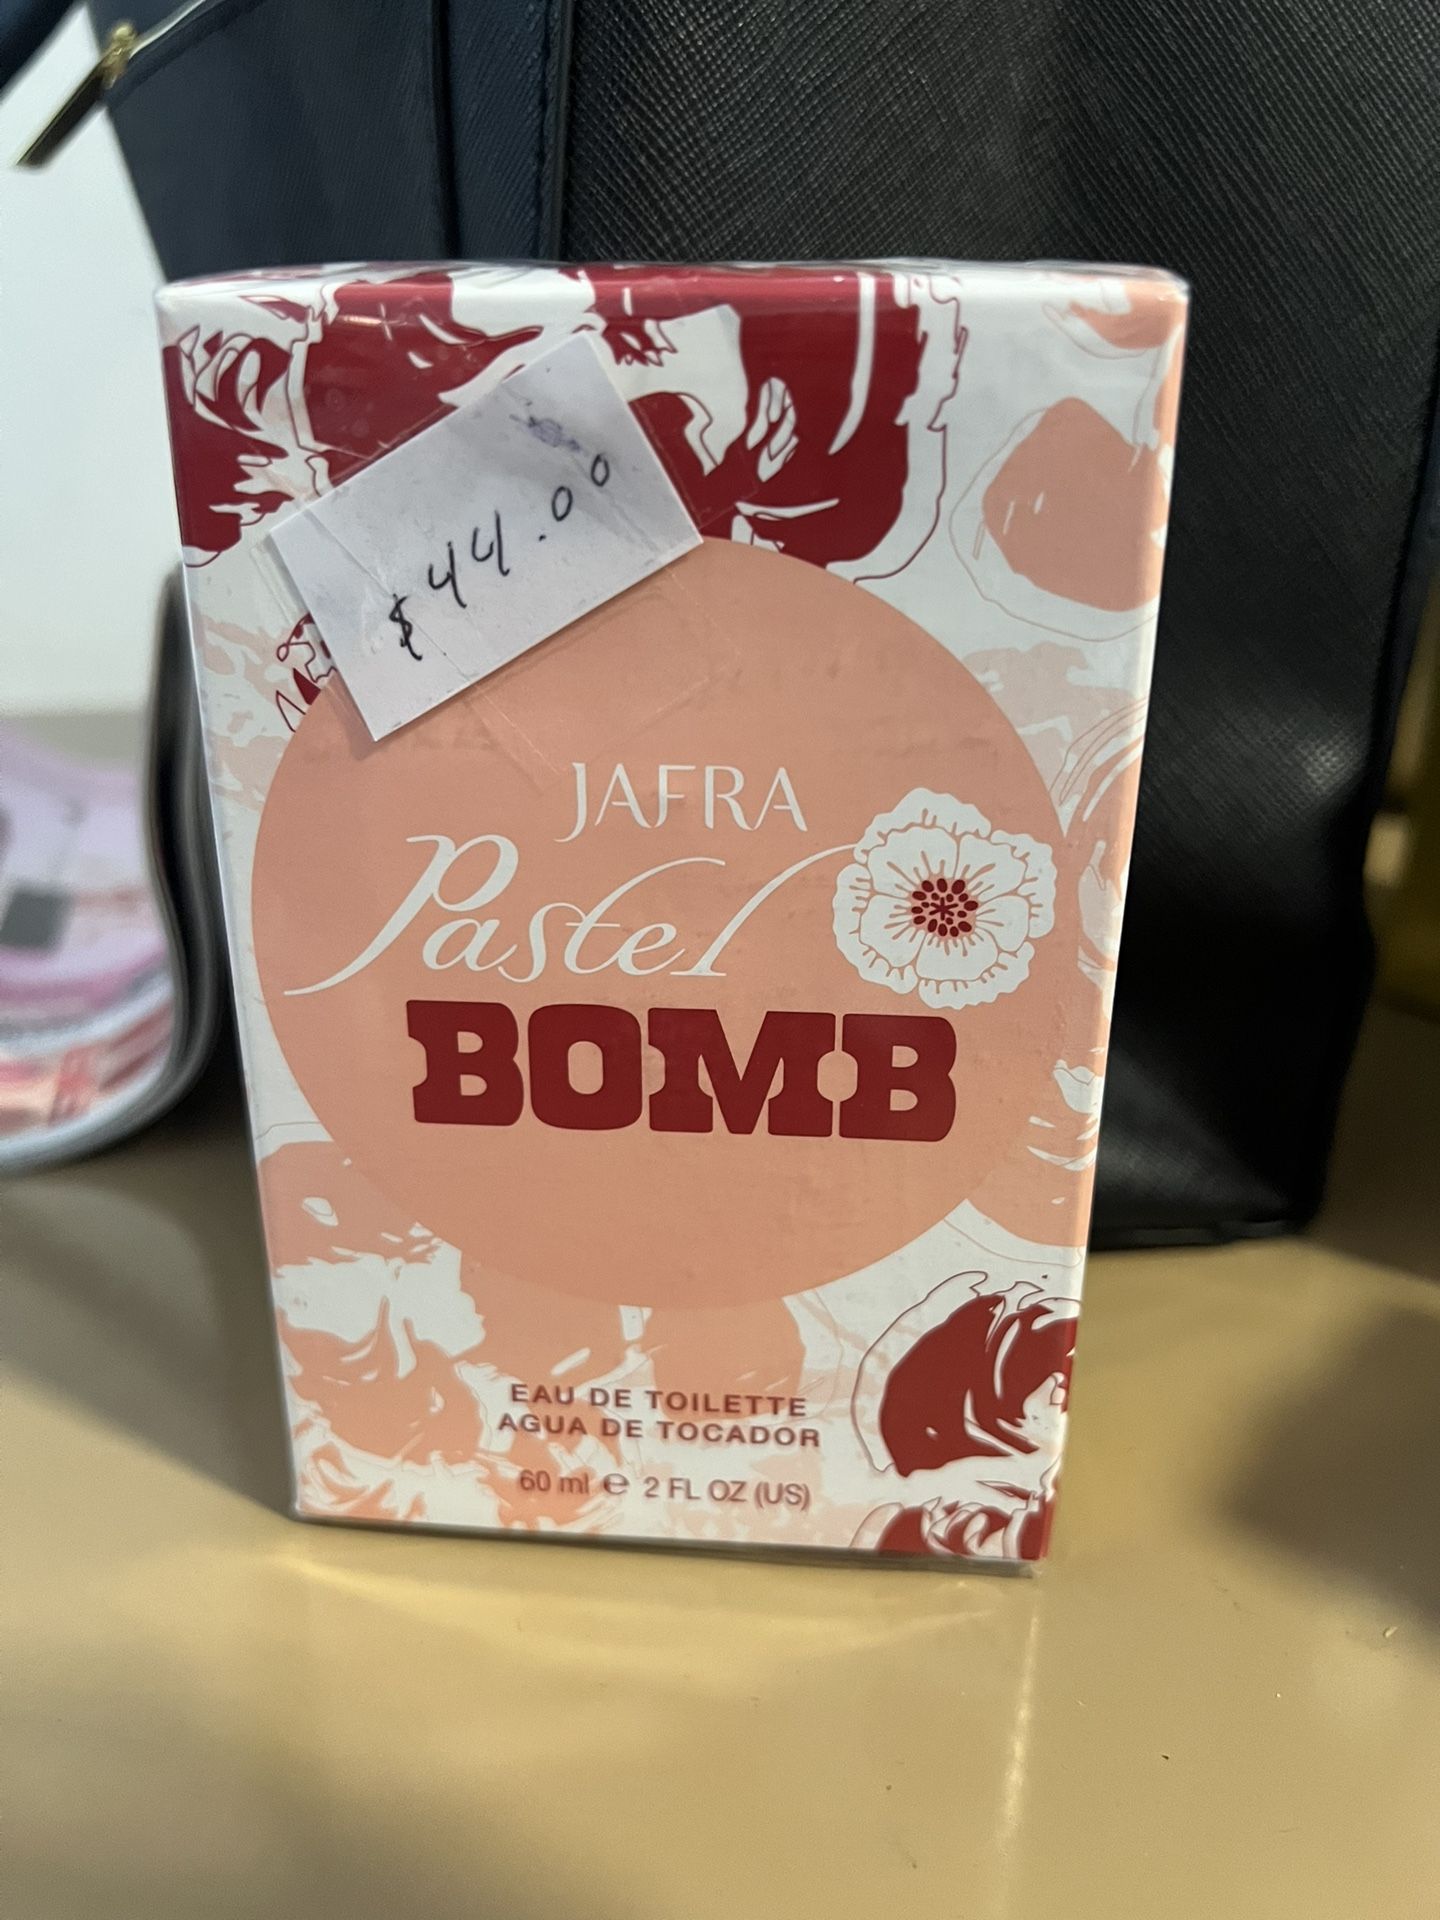 $44.00
JAFRA
Pastel
BOMB
EAU DE TOILETTE
AGUA DE TOCADOR
60 ml ℮ 2 FL OZ (US)